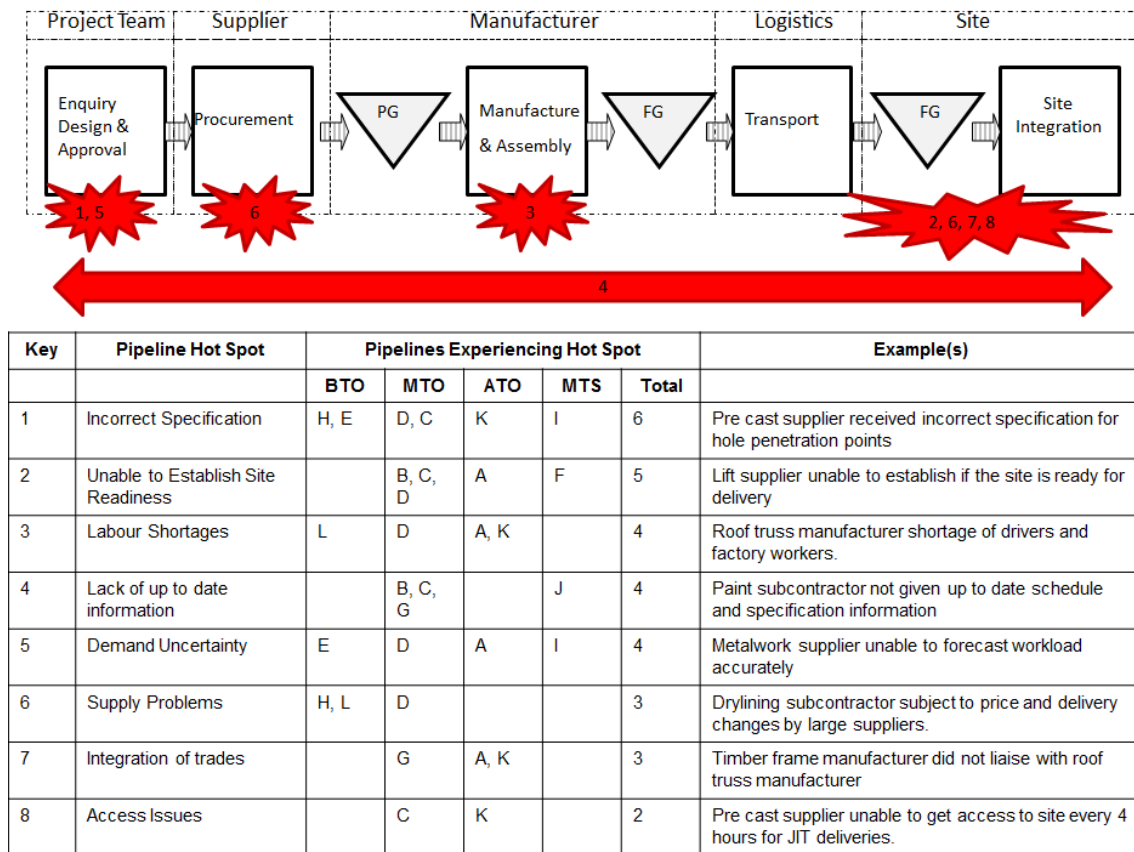 Project Team
Supplier
Manufacturer
Logistics
Site
Enquiry
Design &
Approval
Procurement
PG
Manufacture
& Assembly
FG
Transport
FG
Site
Integration
1, 5
6
3
2, 6, 7, 8
4
Key Pipeline Hot Spot Pipelines Experiencing Hot Spot Example(s)
BTO MTO ATO MTS Total
1 Incorrect Specification H, E D, C K I 6 Pre cast supplier received incorrect specification for
hole penetration points
2 Unable to Establish Site B, C, A F 5 Lift supplier unable to establish if the site is ready for
Readiness D delivery
3 Labour Shortages L D A, K 4 Roof truss manufacturer shortage of drivers and
factory workers.
4 Lack of up to date B, C, J 4 Paint subcontractor not given up to date schedule
information G and specification information
5 Demand Uncertainty E D A I 4 Metalwork supplier unable to forecast workload
accurately
6 Supply Problems H, L D 3 Drylining subcontractor subject to price and delivery
changes by large suppliers.
7 Integration of trades G A, K 3 Timber frame manufacturer did not liaise with roof
truss manufacturer
8 Access Issues C K 2 Pre cast supplier unable to get access to site every 4
hours for JIT deliveries.